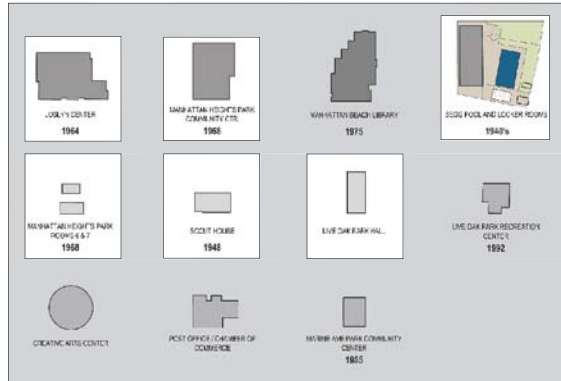 JOSLYN CENTER
1964
MANHATTAN HEIGHTS PARK
COMMUNITY CTR.
1968
MANHATTAN BEACH LIBRARY
1975
BEGG POOL AND LOCKER ROOMS
1940's
MANHATTAN HEIGHTS PARK
ROOMS 6 & 7
1968
SCOUT HOUSE
1948
LIVE OAK PARK HALL
LIVE OAK PARK RECREATION
CENTER
1992
CREATIVE ARTS CENTER
POST OFFICE / CHAMBER OF
COMMERCE
MARINE AVE PARK COMMUNITY
CENTER
1985